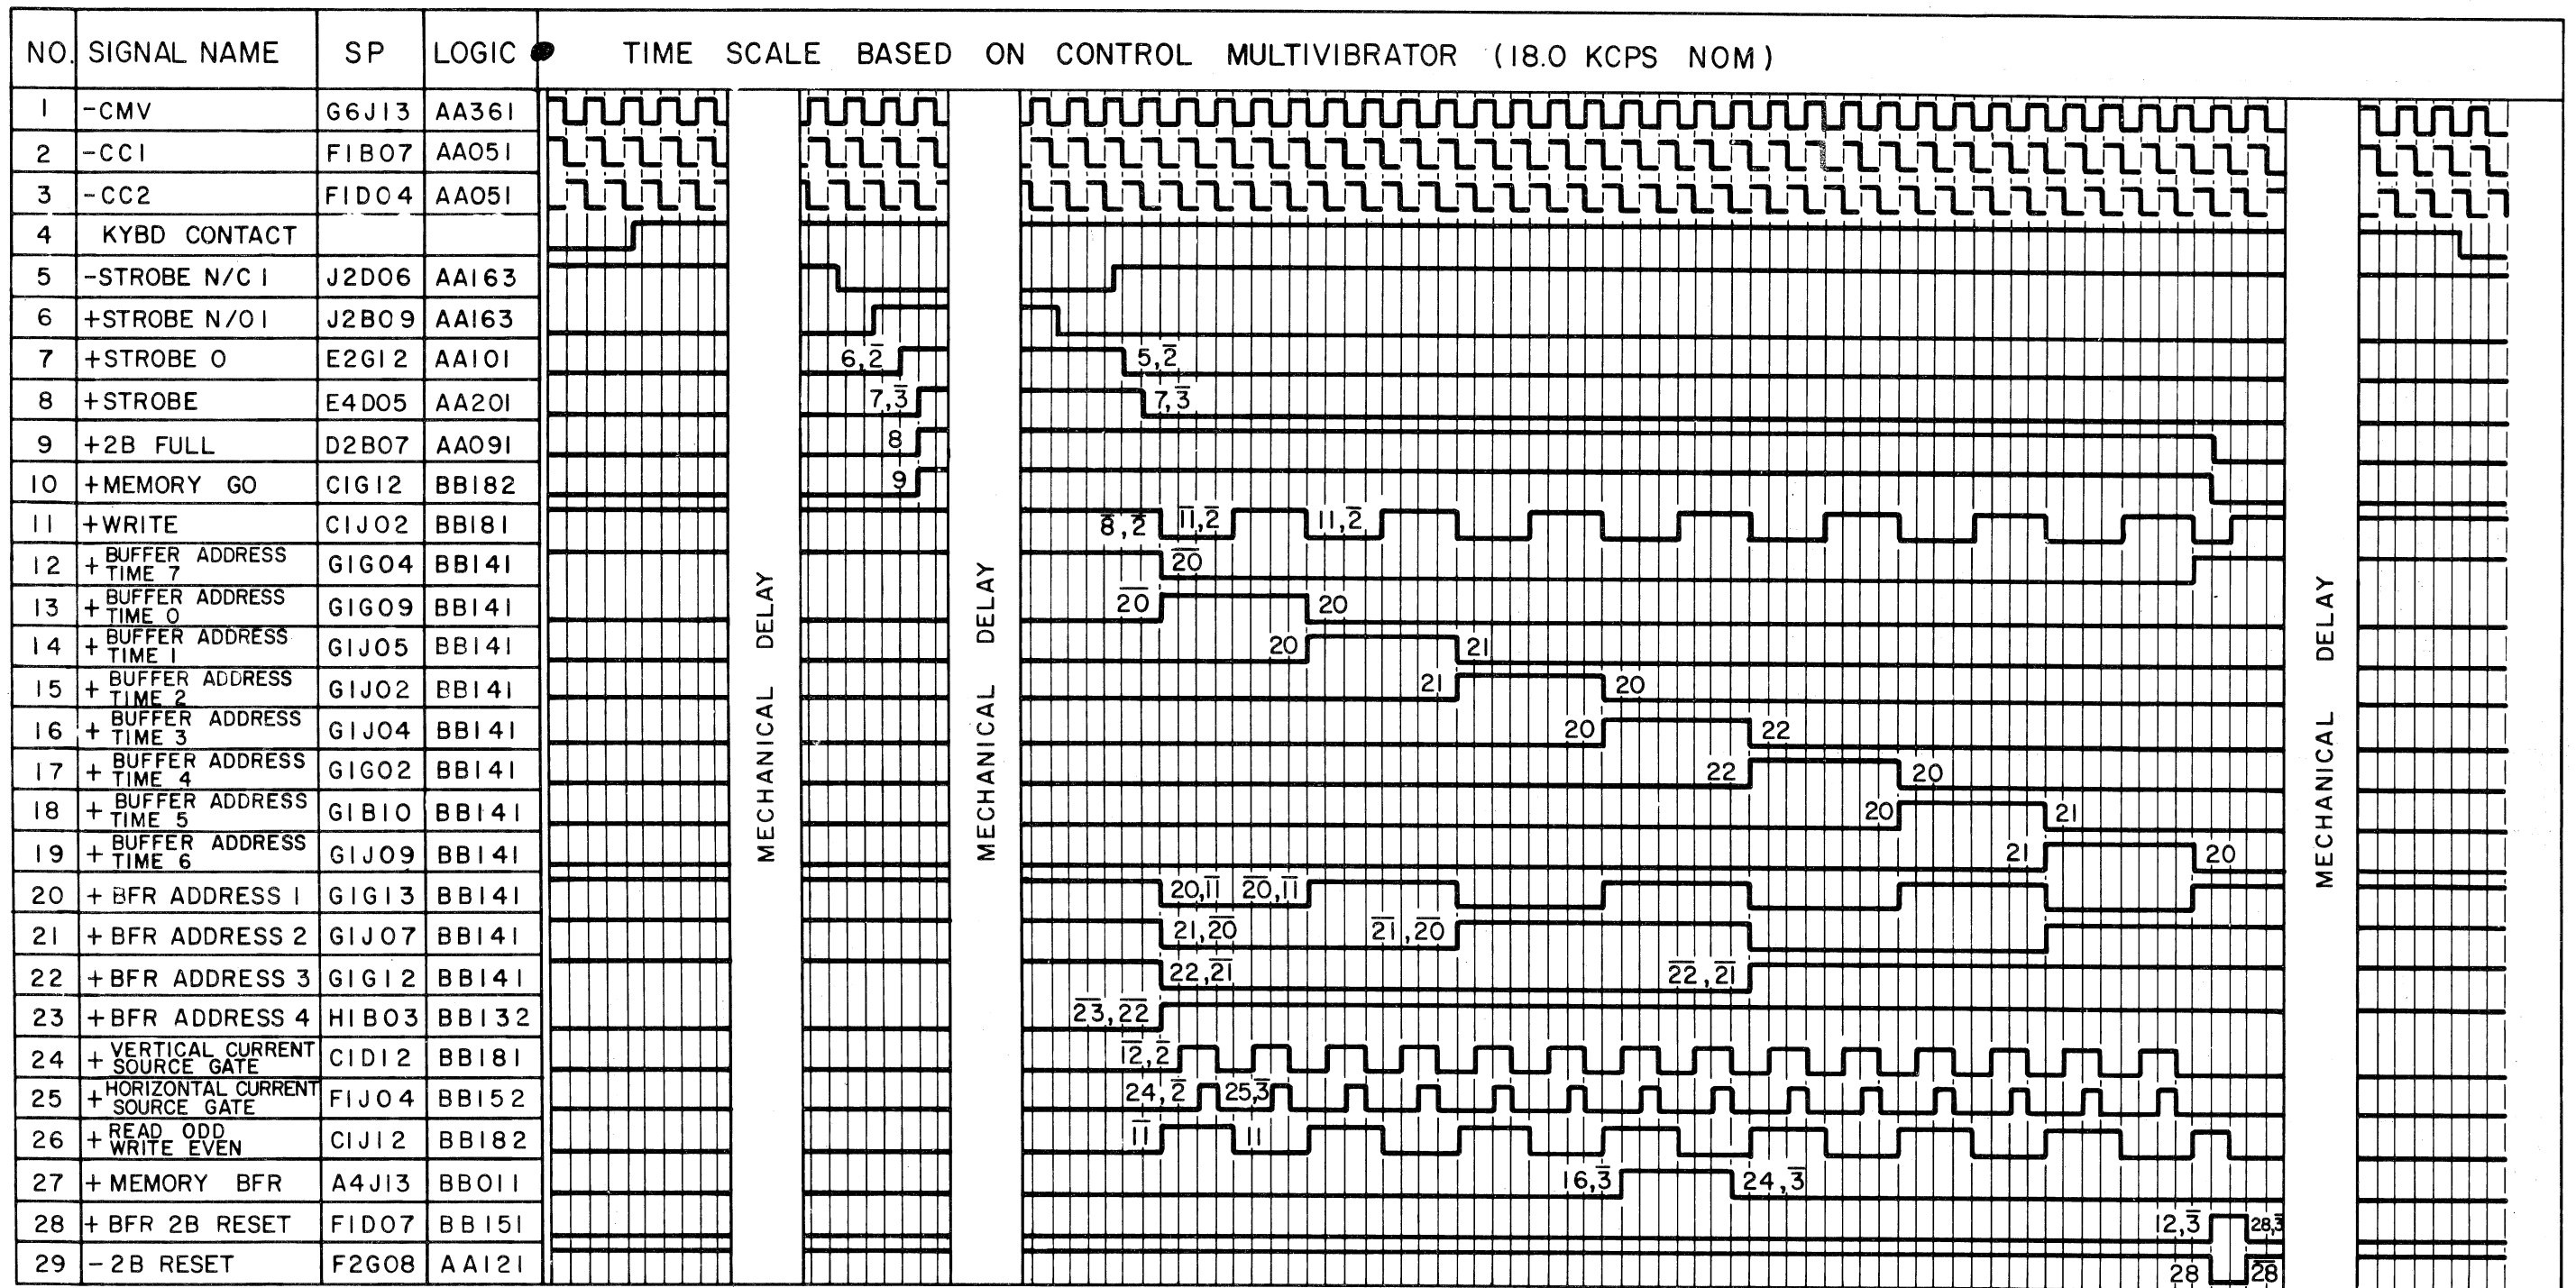 NO. SIGNAL NAME SP LOGIC TIME SCALE BASED ON CONTROL MULTIVIBRATOR (18.0 KCPS NOM)
1 -CMV G6J13 AA361
2 -CC1 F1B07 AA051
3 -CC2 F1D04 AA051
4 KYBD CONTACT
5 -STROBE N/C 1 J2D06 AA163
6 +STROBE N/O 1 J2B09 AA163
7 +STROBE O E2G12 AA101 6,2̅ 5,2̅
8 +STROBE E4D05 AA201 7,3̅ 7,3̅
9 +2B FULL D2B07 AA091 8
10 +MEMORY GO C1G12 BB182 9
11 +WRITE C1J02 BB181 8̅,2̅ 1̅1̅,2̅ 11,2̅
12 + BUFFER ADDRESS TIME 7 G1G04 BB141 2̅0̅
13 + BUFFER ADDRESS TIME 0 G1G09 BB141 2̅0̅ 20
14 + BUFFER ADDRESS TIME 1 G1J05 BB141 20 21
15 + BUFFER ADDRESS TIME 2 G1J02 BB141 21 20
16 + BUFFER ADDRESS TIME 3 G1J04 BB141 20 22
17 + BUFFER ADDRESS TIME 4 G1G02 BB141 22 20
18 + BUFFER ADDRESS TIME 5 G1B10 BB141 20 21
19 + BUFFER ADDRESS TIME 6 G1J09 BB141 21 20
20 + BFR ADDRESS 1 G1G13 BB141 20,1̅1̅ 2̅0̅,1̅1̅
21 + BFR ADDRESS 2 G1J07 BB141 21,2̅0̅ 2̅1̅,2̅0̅
22 + BFR ADDRESS 3 G1G12 BB141 22,2̅1̅ 2̅2̅,2̅1̅
23 + BFR ADDRESS 4 H1B03 BB132 2̅3̅,2̅2̅
24 + VERTICAL CURRENT SOURCE GATE C1D12 BB181 1̅2̅,2̅
25 + HORIZONTAL CURRENT SOURCE GATE F1J04 BB152 24,2̅ 25,3̅
26 + READ ODD WRITE EVEN C1J12 BB182 1̅1̅ 11
27 + MEMORY BFR A4J13 BB011 16,3̅ 24,3̅
28 + BFR 2B RESET F1D07 BB151 12,3̅ 28,3̅
29 -2B RESET F2G08 AA121 28 2̅8̅
MECHANICAL DELAY
MECHANICAL DELAY
MECHANICAL DELAY